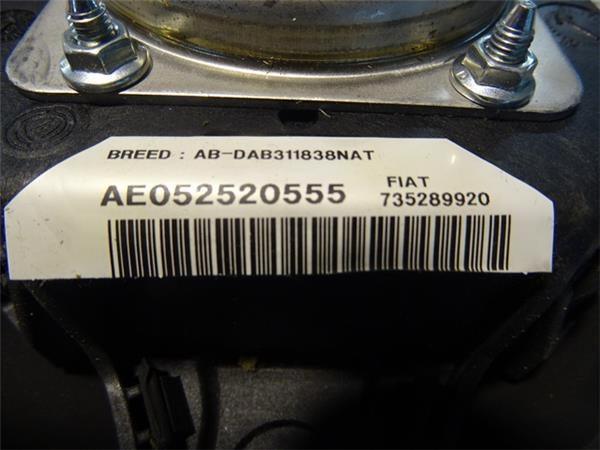 BREED : AB-DAB311838NAT
AE052520555
FIAT
735289920